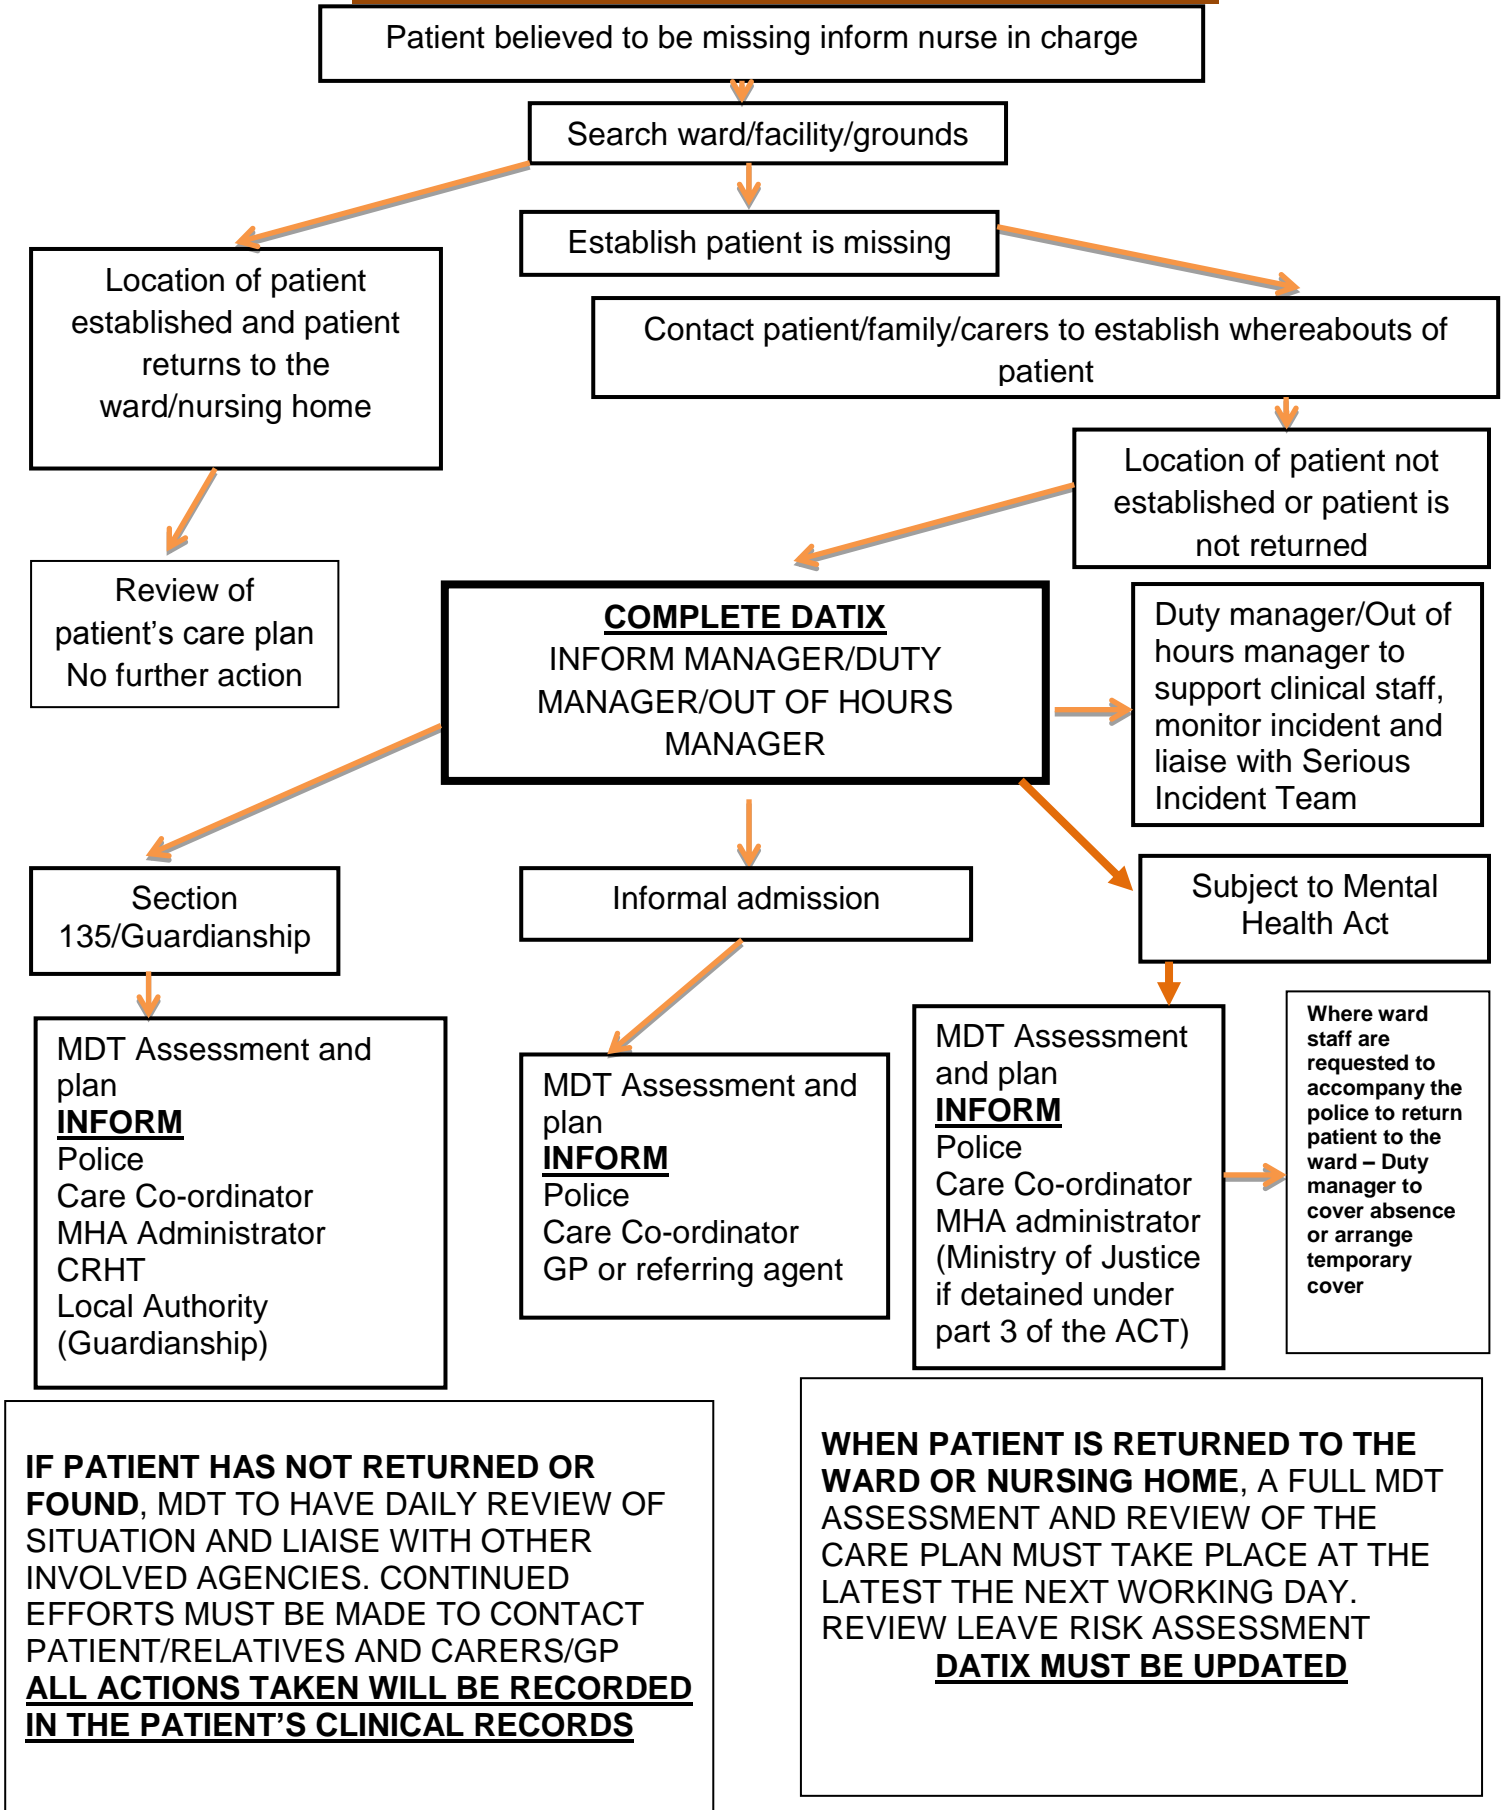 Patient believed to be missing inform nurse in charge
Search ward/facility/grounds
Establish patient is missing
Location of patient
established and patient
returns to the
ward/nursing home
Contact patient/family/carers to establish whereabouts of
patient
Location of patient not
established or patient is
not returned
Review of
patient’s care plan
No further action
COMPLETE DATIX
INFORM MANAGER/DUTY
MANAGER/OUT OF HOURS
MANAGER
Duty manager/Out of
hours manager to
support clinical staff,
monitor incident and
liaise with Serious
Incident Team
Section
135/Guardianship
Informal admission
Subject to Mental
Health Act
MDT Assessment and
plan
INFORM
Police
Care Co-ordinator
MHA Administrator
CRHT
Local Authority
(Guardianship)
MDT Assessment and
plan
INFORM
Police
Care Co-ordinator
GP or referring agent
MDT Assessment
and plan
INFORM
Police
Care Co-ordinator
MHA administrator
(Ministry of Justice
if detained under
part 3 of the ACT)
Where ward
staff are
requested to
accompany the
police to return
patient to the
ward – Duty
manager to
cover absence
or arrange
temporary
cover
IF PATIENT HAS NOT RETURNED OR
FOUND, MDT TO HAVE DAILY REVIEW OF
SITUATION AND LIAISE WITH OTHER
INVOLVED AGENCIES. CONTINUED
EFFORTS MUST BE MADE TO CONTACT
PATIENT/RELATIVES AND CARERS/GP
ALL ACTIONS TAKEN WILL BE RECORDED
IN THE PATIENT’S CLINICAL RECORDS
WHEN PATIENT IS RETURNED TO THE
WARD OR NURSING HOME, A FULL MDT
ASSESSMENT AND REVIEW OF THE
CARE PLAN MUST TAKE PLACE AT THE
LATEST THE NEXT WORKING DAY.
REVIEW LEAVE RISK ASSESSMENT
DATIX MUST BE UPDATED